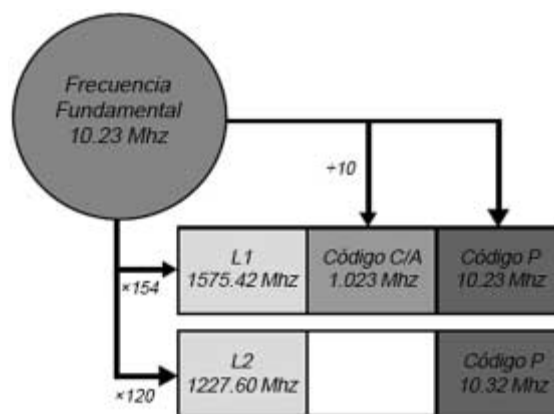 Frecuencia
Fundamental
10.23 Mhz
÷10
×154
L1
1575.42 Mhz
Código C/A
1.023 Mhz
Código P
10.23 Mhz
×120
L2
1227.60 Mhz
Código P
10.32 Mhz